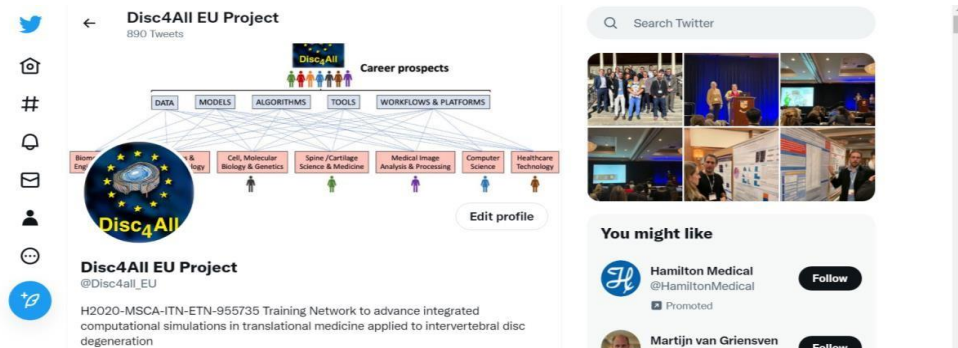 Disc4All EU Project
890 Tweets
Search Twitter
Disc4All
Career prospects
DATA
MODELS
ALGORITHMS
TOOLS
WORKFLOWS & PLATFORMS
Cell, Molecular
Biology & Genetics
Spine /Cartilage
Science & Medicine
Medical Image
Analysis & Processing
Computer
Science
Healthcare
Technology
Disc4All
Edit profile
Disc4All EU Project
@Disc4all_EU
H2020-MSCA-ITN-ETN-955735 Training Network to advance integrated
computational simulations in translational medicine applied to intervertebral disc
degeneration
You might like
Hamilton Medical
@HamiltonMedical
Promoted
Follow
Martijn van Griensven
Follow